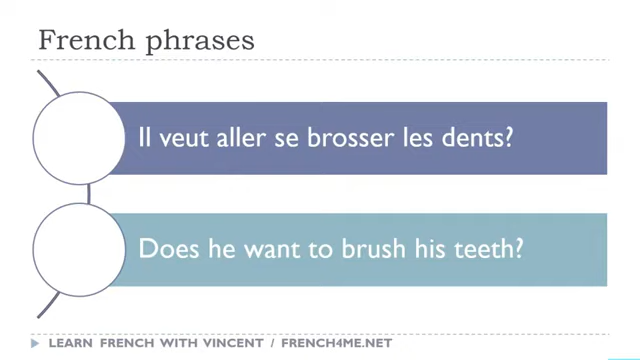 French phrases
Il veut aller se brosser les dents?
Does he want to brush his teeth?
LEARN FRENCH WITH VINCENT / FRENCH4ME.NET